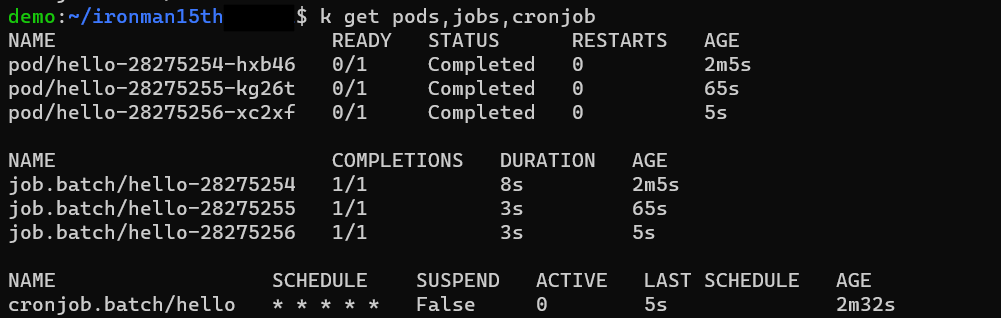 demo:~/ironman15th $ k get pods,jobs,cronjob
NAME READY STATUS RESTARTS AGE
pod/hello-28275254-hxb46 0/1 Completed 0 2m5s
pod/hello-28275255-kg26t 0/1 Completed 0 65s
pod/hello-28275256-xc2xf 0/1 Completed 0 5s
NAME COMPLETIONS DURATION AGE
job.batch/hello-28275254 1/1 8s 2m5s
job.batch/hello-28275255 1/1 3s 65s
job.batch/hello-28275256 1/1 3s 5s
NAME SCHEDULE SUSPEND ACTIVE LAST SCHEDULE AGE
cronjob.batch/hello * * * * * False 0 5s 2m32s